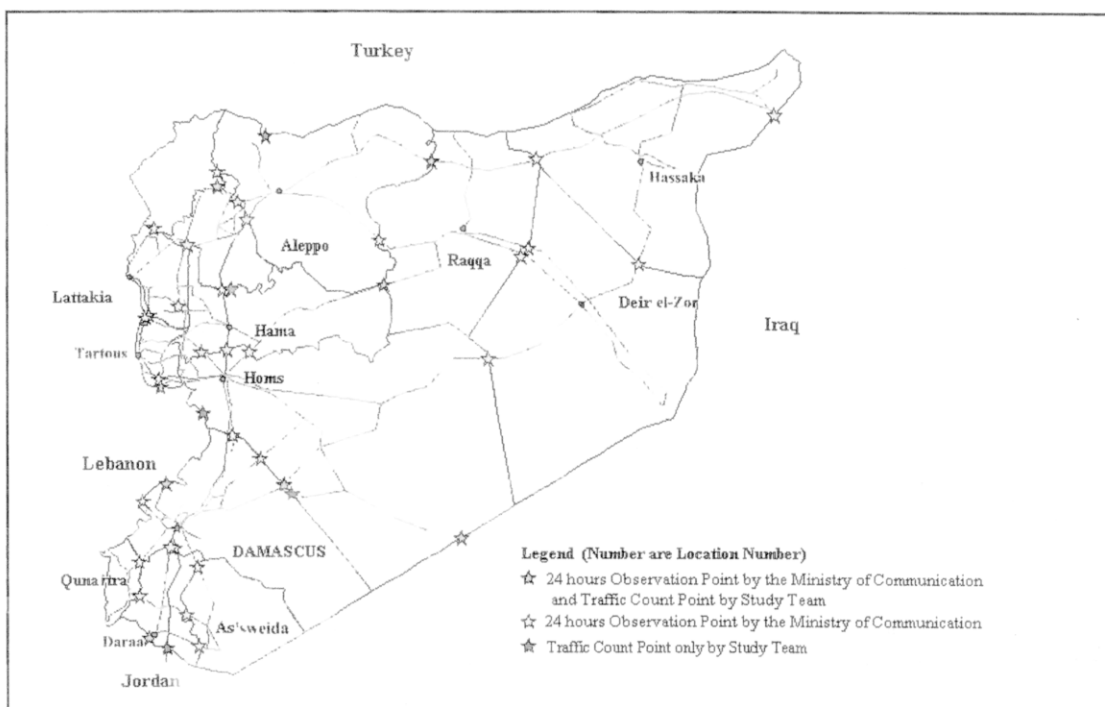 Turkey
Hassaka
Aleppo
Raqqa
Lattakia
Deir el-Zor
Iraq
Hama
Tartous
Homs
Lebanon
DAMASCUS
Legend (Number are Location Number)
24 hours Observation Point by the Ministry of Communication
and Traffic Count Point by Study Team
24 hours Observation Point by the Ministry of Communication
Traffic Count Point only by Study Team
As'sweida
Daraa
Jordan